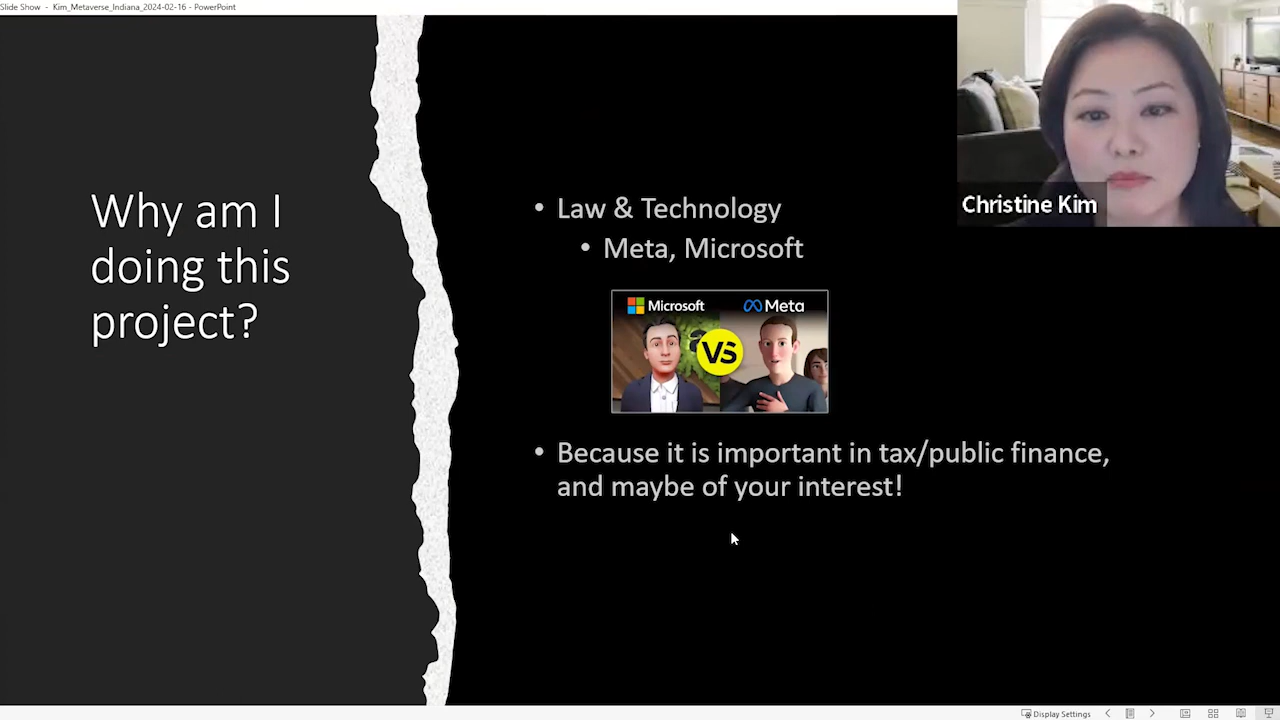 Slide Show - Kim_Metaverse_Indiana_2024-02-16 - PowerPoint
Why am I
doing this
project?
• Law & Technology
• Meta, Microsoft
Microsoft
Meta
VS
• Because it is important in tax/public finance,
and maybe of your interest!
Christine Kim
Display Settings